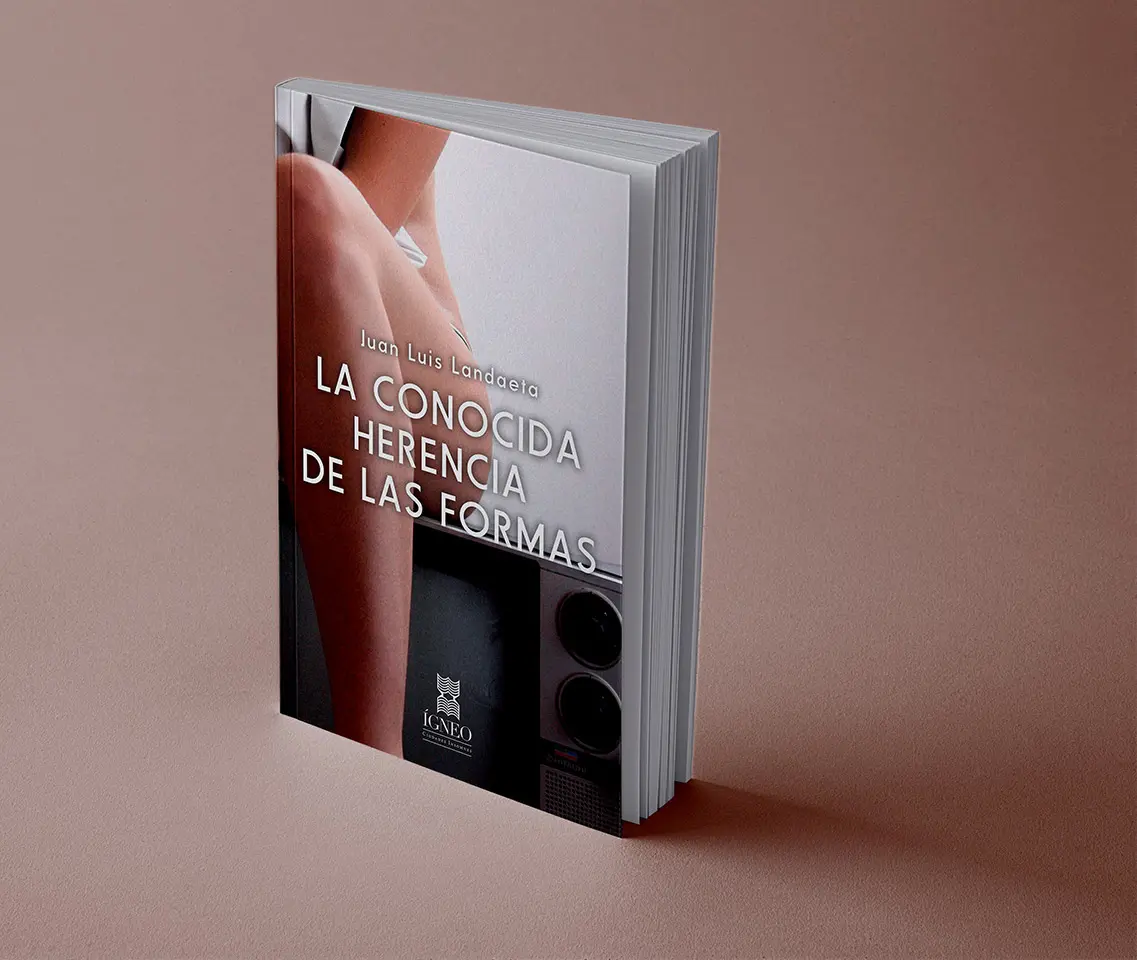 Juan Luis Landaeta
LA CONOCIDA
HERENCIA
DE LAS FORMAS
ÍGNEO